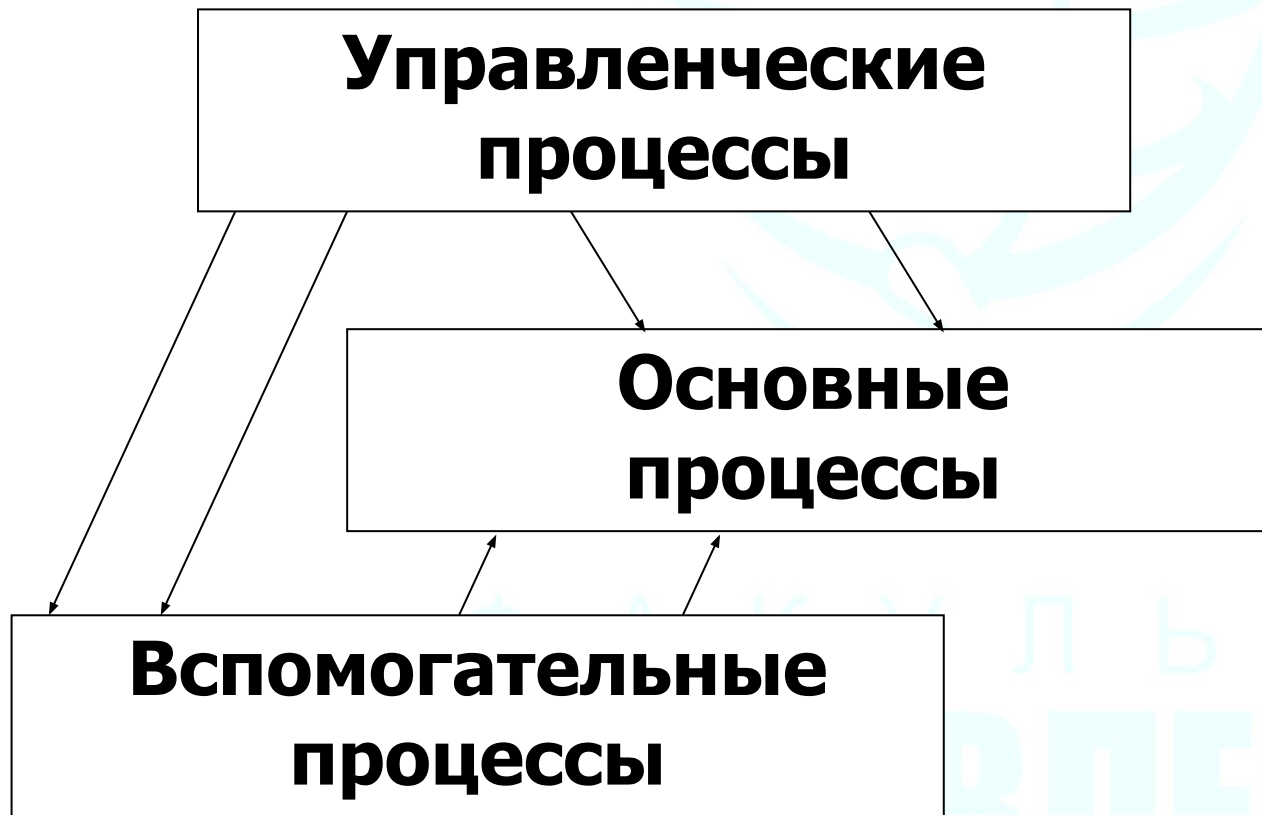 Управленческие
процессы
Основные
процессы
Вспомогательные
процессы